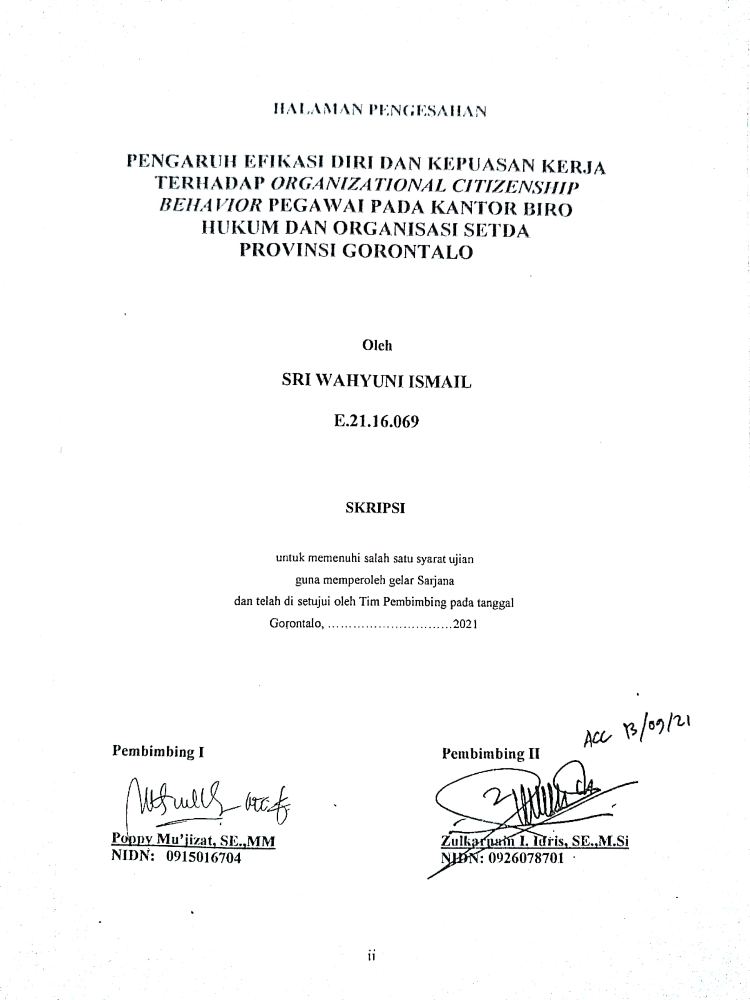 HALAMAN PENGESAHAN
PENGARUH EFIKASI DIRI DAN KEPUASAN KERJA
TERHADAP ORGANIZATIONAL CITIZENSHIP
BEHAVIOR PEGAWAI PADA KANTOR BIRO
HUKUM DAN ORGANISASI SETDA
PROVINSI GORONTALO
Oleh
SRI WAHYUNI ISMAIL
E.21.16.069
SKRIPSI
untuk memenuhi salah satu syarat ujian
guna memperoleh gelar Sarjana
dan telah di setujui oleh Tim Pembimbing pada tanggal
Gorontalo, ..............................2021
ACC 13/09/21
Pembimbing I
Poppy Mu'jizat, SE.,MM
NIDN: 0915016704
Pembimbing II
Zulkarnain I. Idris, SE.,M.Si
NIDN: 0926078701
ii